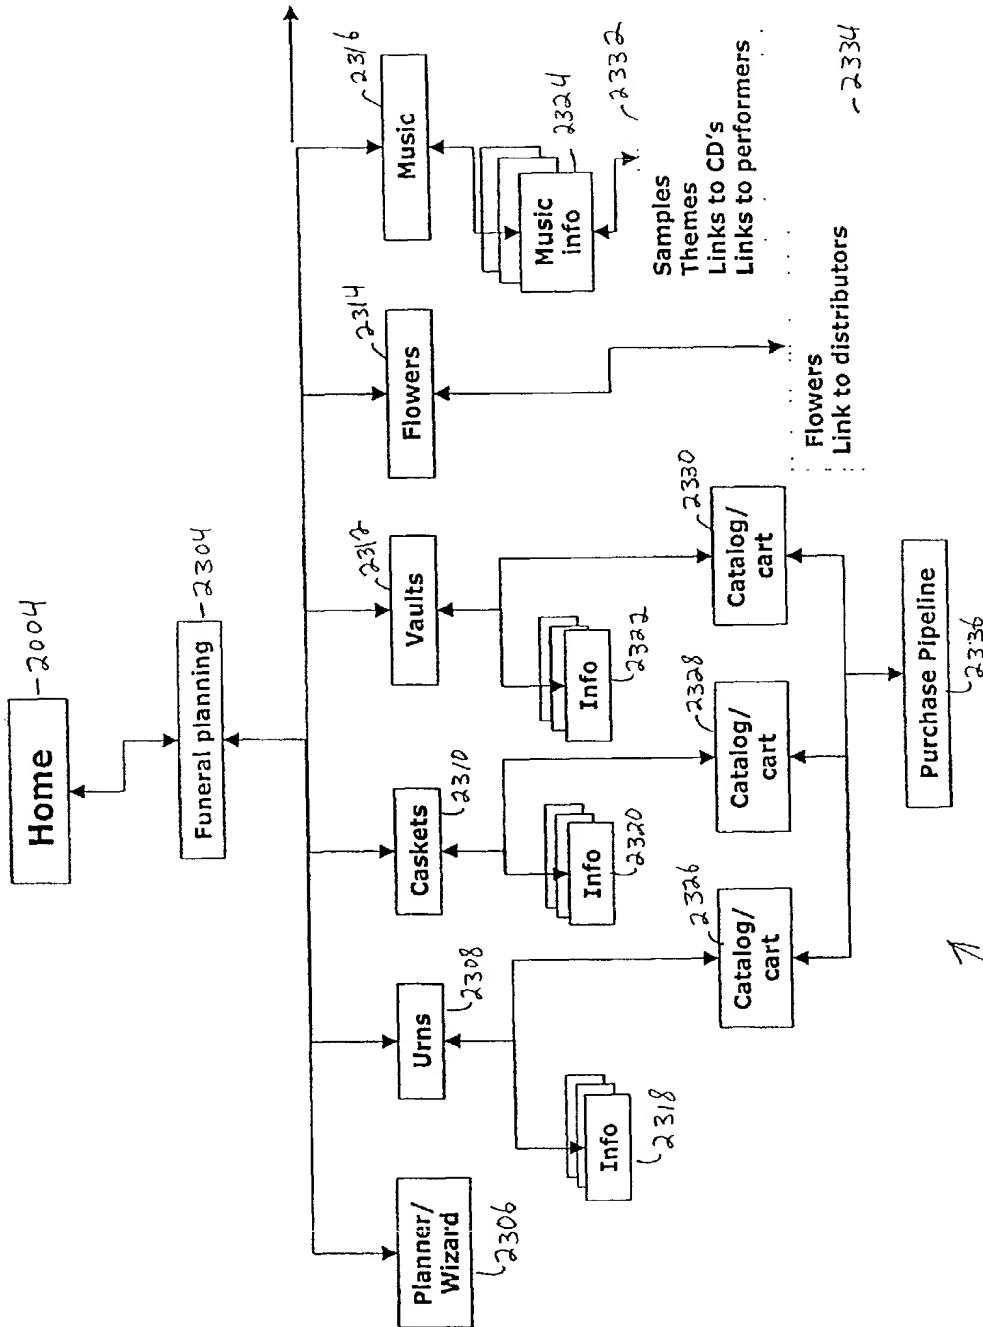 Home
2004
Funeral planning
2304
Planner/
Wizard
2306
Urns
2308
Caskets
2310
Vaults
2312
Flowers
2314
Music
2316
Info
2318
Info
2320
Info
2322
Music
info
2324
2332
Samples
Themes
Links to CD's
Links to performers
Catalog/
cart
2326
Catalog/
cart
2328
Catalog/
cart
2330
Flowers
Link to distributors
2334
Purchase Pipeline
2336